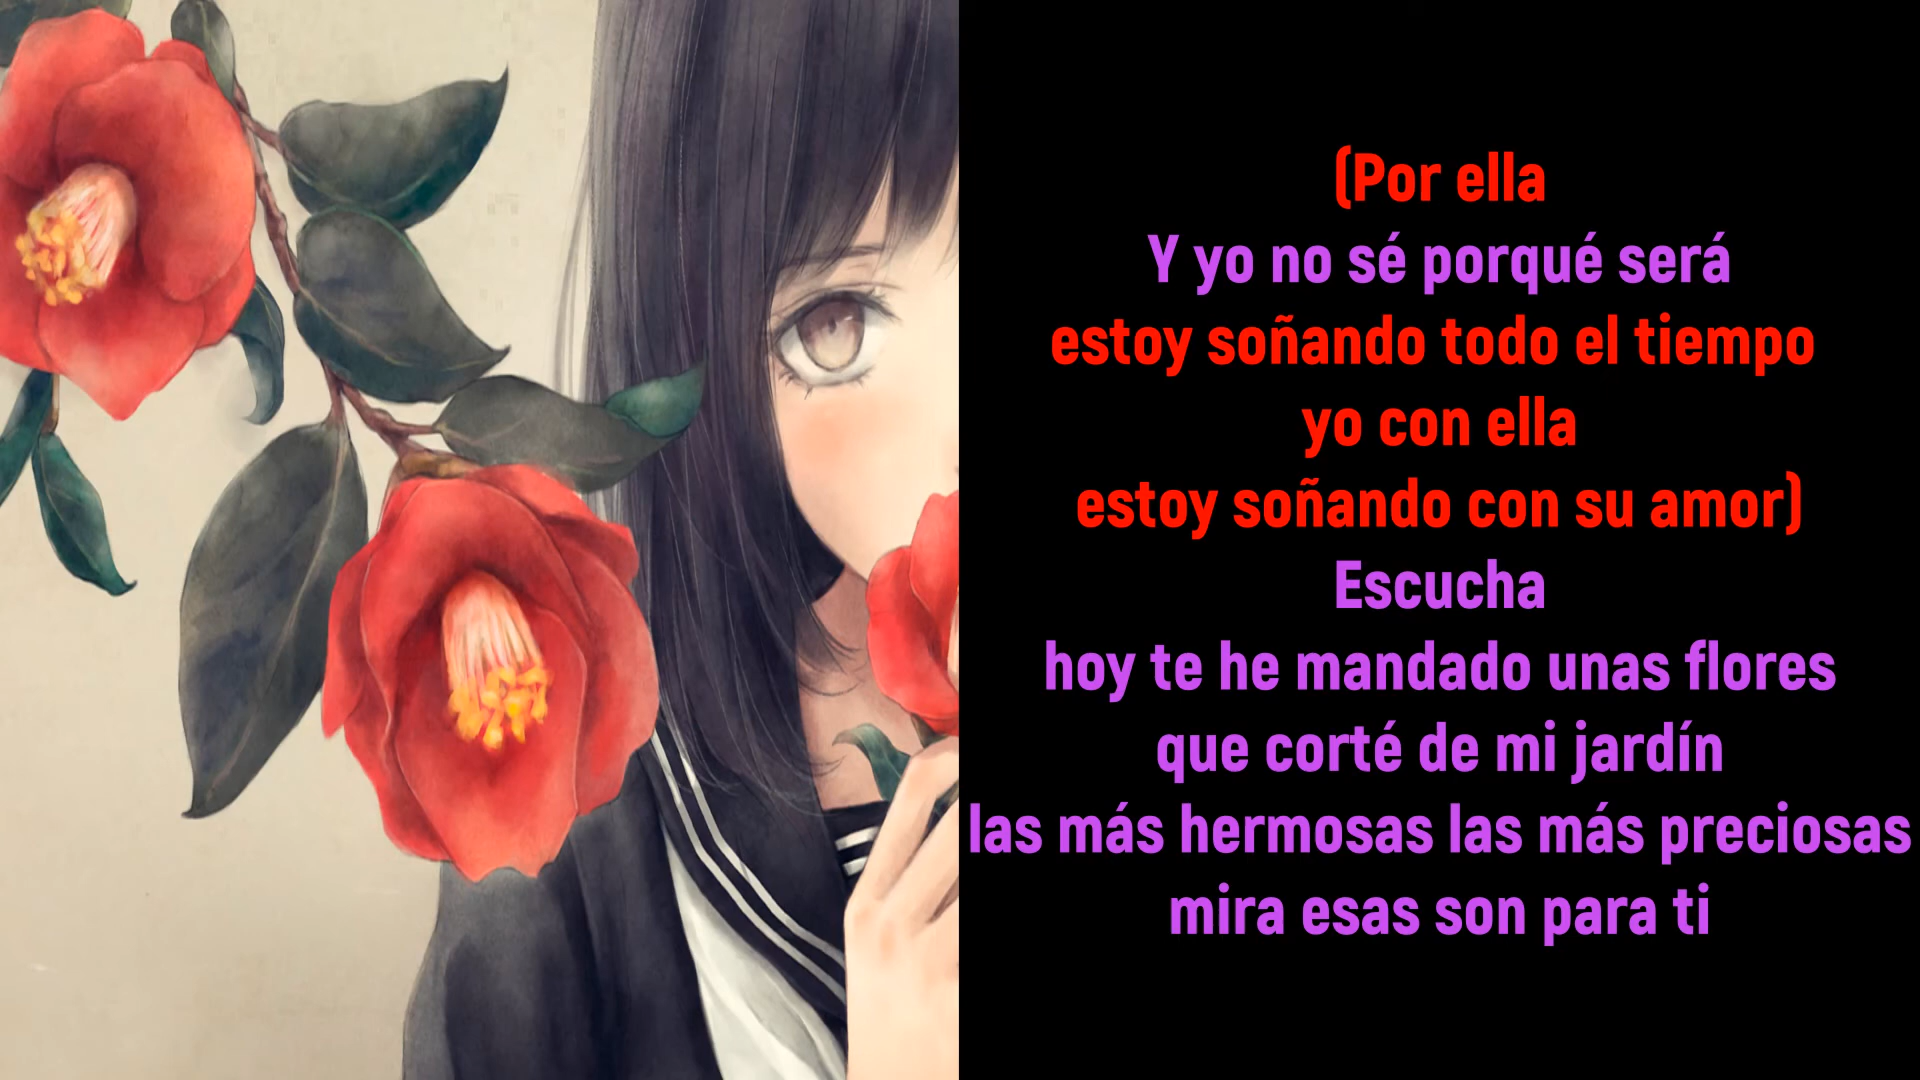 (Por ella
Y yo no sé porqué será
estoy soñando todo el tiempo
yo con ella
estoy soñando con su amor)
Escucha
hoy te he mandado unas flores
que corté de mi jardín
las más hermosas las más preciosas
mira esas son para ti